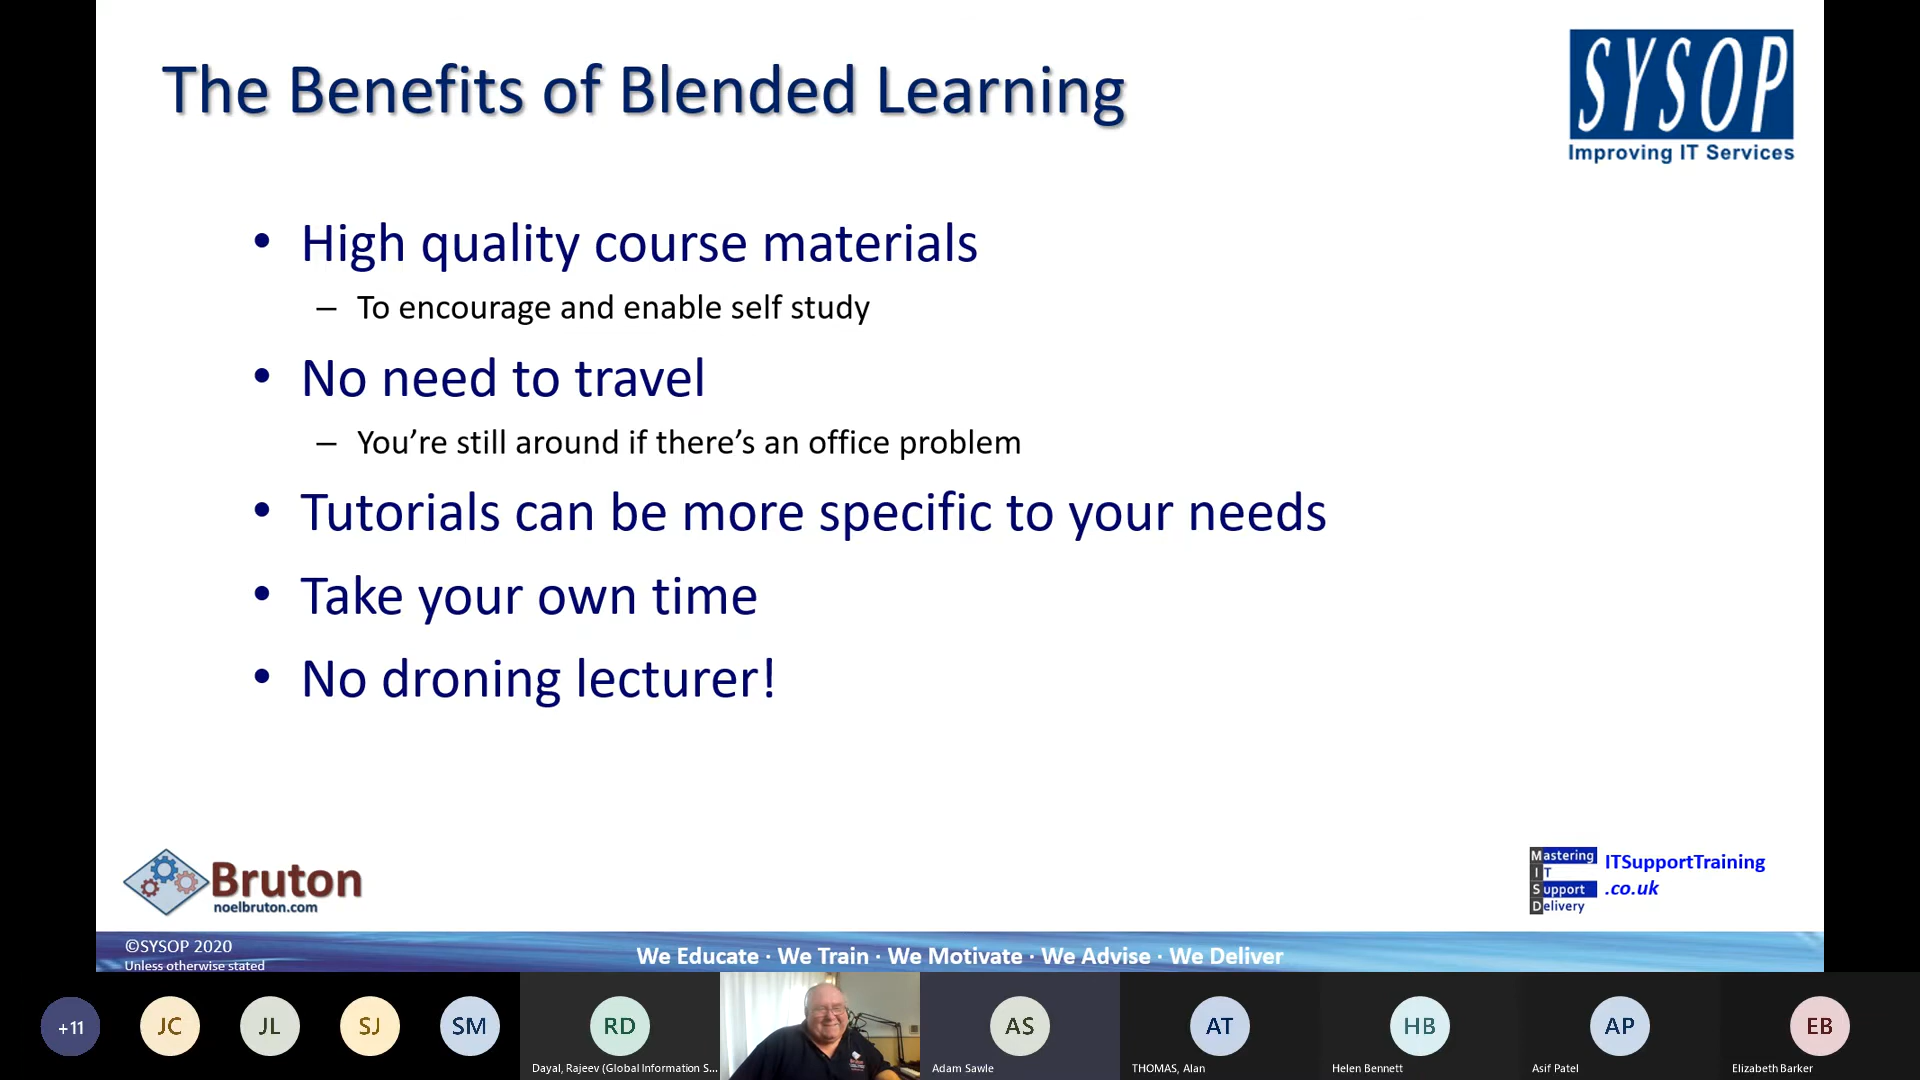 The Benefits of Blended Learning
SYSOP
Improving IT Services
• High quality course materials
– To encourage and enable self study
• No need to travel
– You’re still around if there’s an office problem
• Tutorials can be more specific to your needs
• Take your own time
• No droning lecturer!
Bruton
noelbruton.com
Mastering
IT
Support
Delivery
ITSupportTraining
.co.uk
©SYSOP 2020
Unless otherwise stated
We Educate · We Train · We Motivate · We Advise · We Deliver
+11
JC
JL
SJ
SM
RD
Dayal, Rajeev (Global Information S...
Bruton
AS
Adam Sawle
AT
THOMAS, Alan
HB
Helen Bennett
AP
Asif Patel
EB
Elizabeth Barker